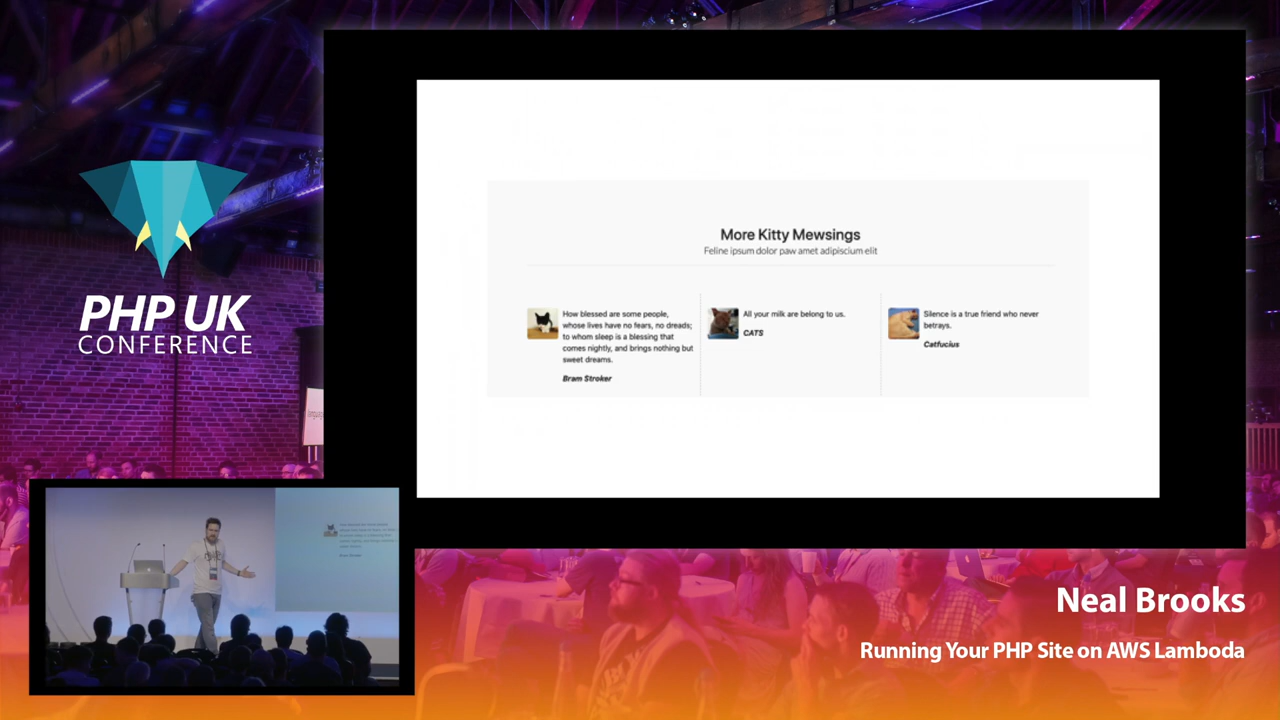 PHP UK
CONFERENCE
More Kitty Mewsings
Feline ipsum dolor paw amet adipiscium elit
How blessed are some people,
whose lives have no fears, no dreads;
to whom sleep is a blessing that
comes nightly, and brings nothing but
sweet dreams.
Bram Stroker
All your milk are belong to us.
CATS
Silence is a true friend who never
betrays.
Catfucius
Neal Brooks
Running Your PHP Site on AWS Lamboda